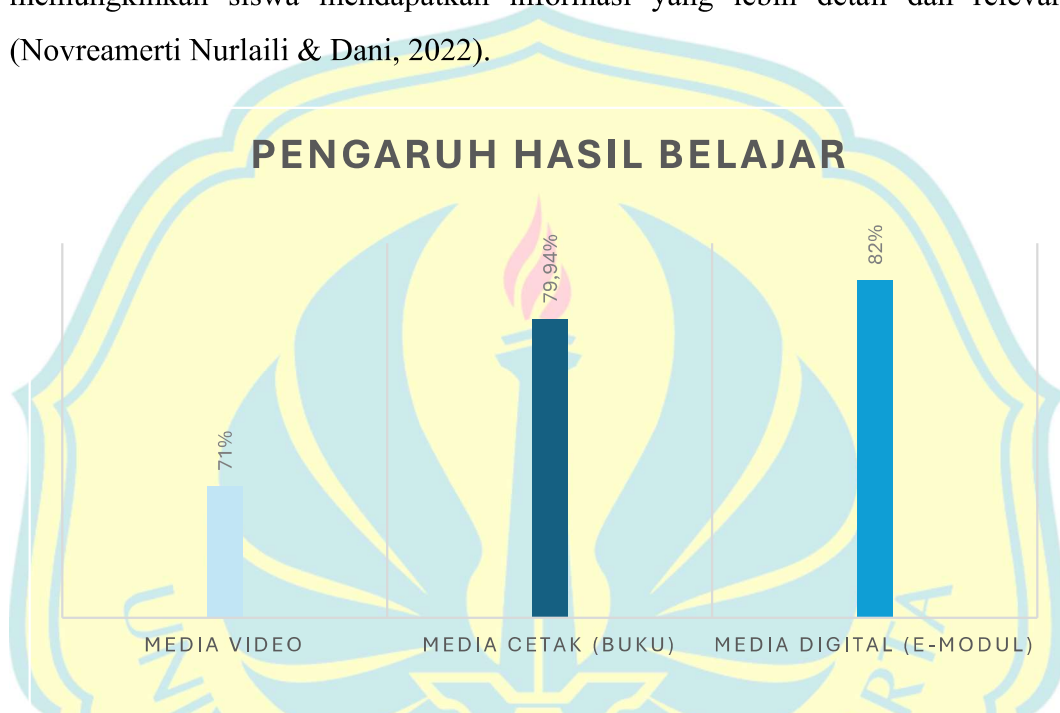 memungkinkan siswa mendapatkan informasi yang lebih detail dan relevan
(Novreamerti Nurlaili & Dani, 2022).
PENGARUH HASIL BELAJAR
71%
79,94%
82%
MEDIA VIDEO
MEDIA CETAK (BUKU)
MEDIA DIGITAL (E-MODUL)